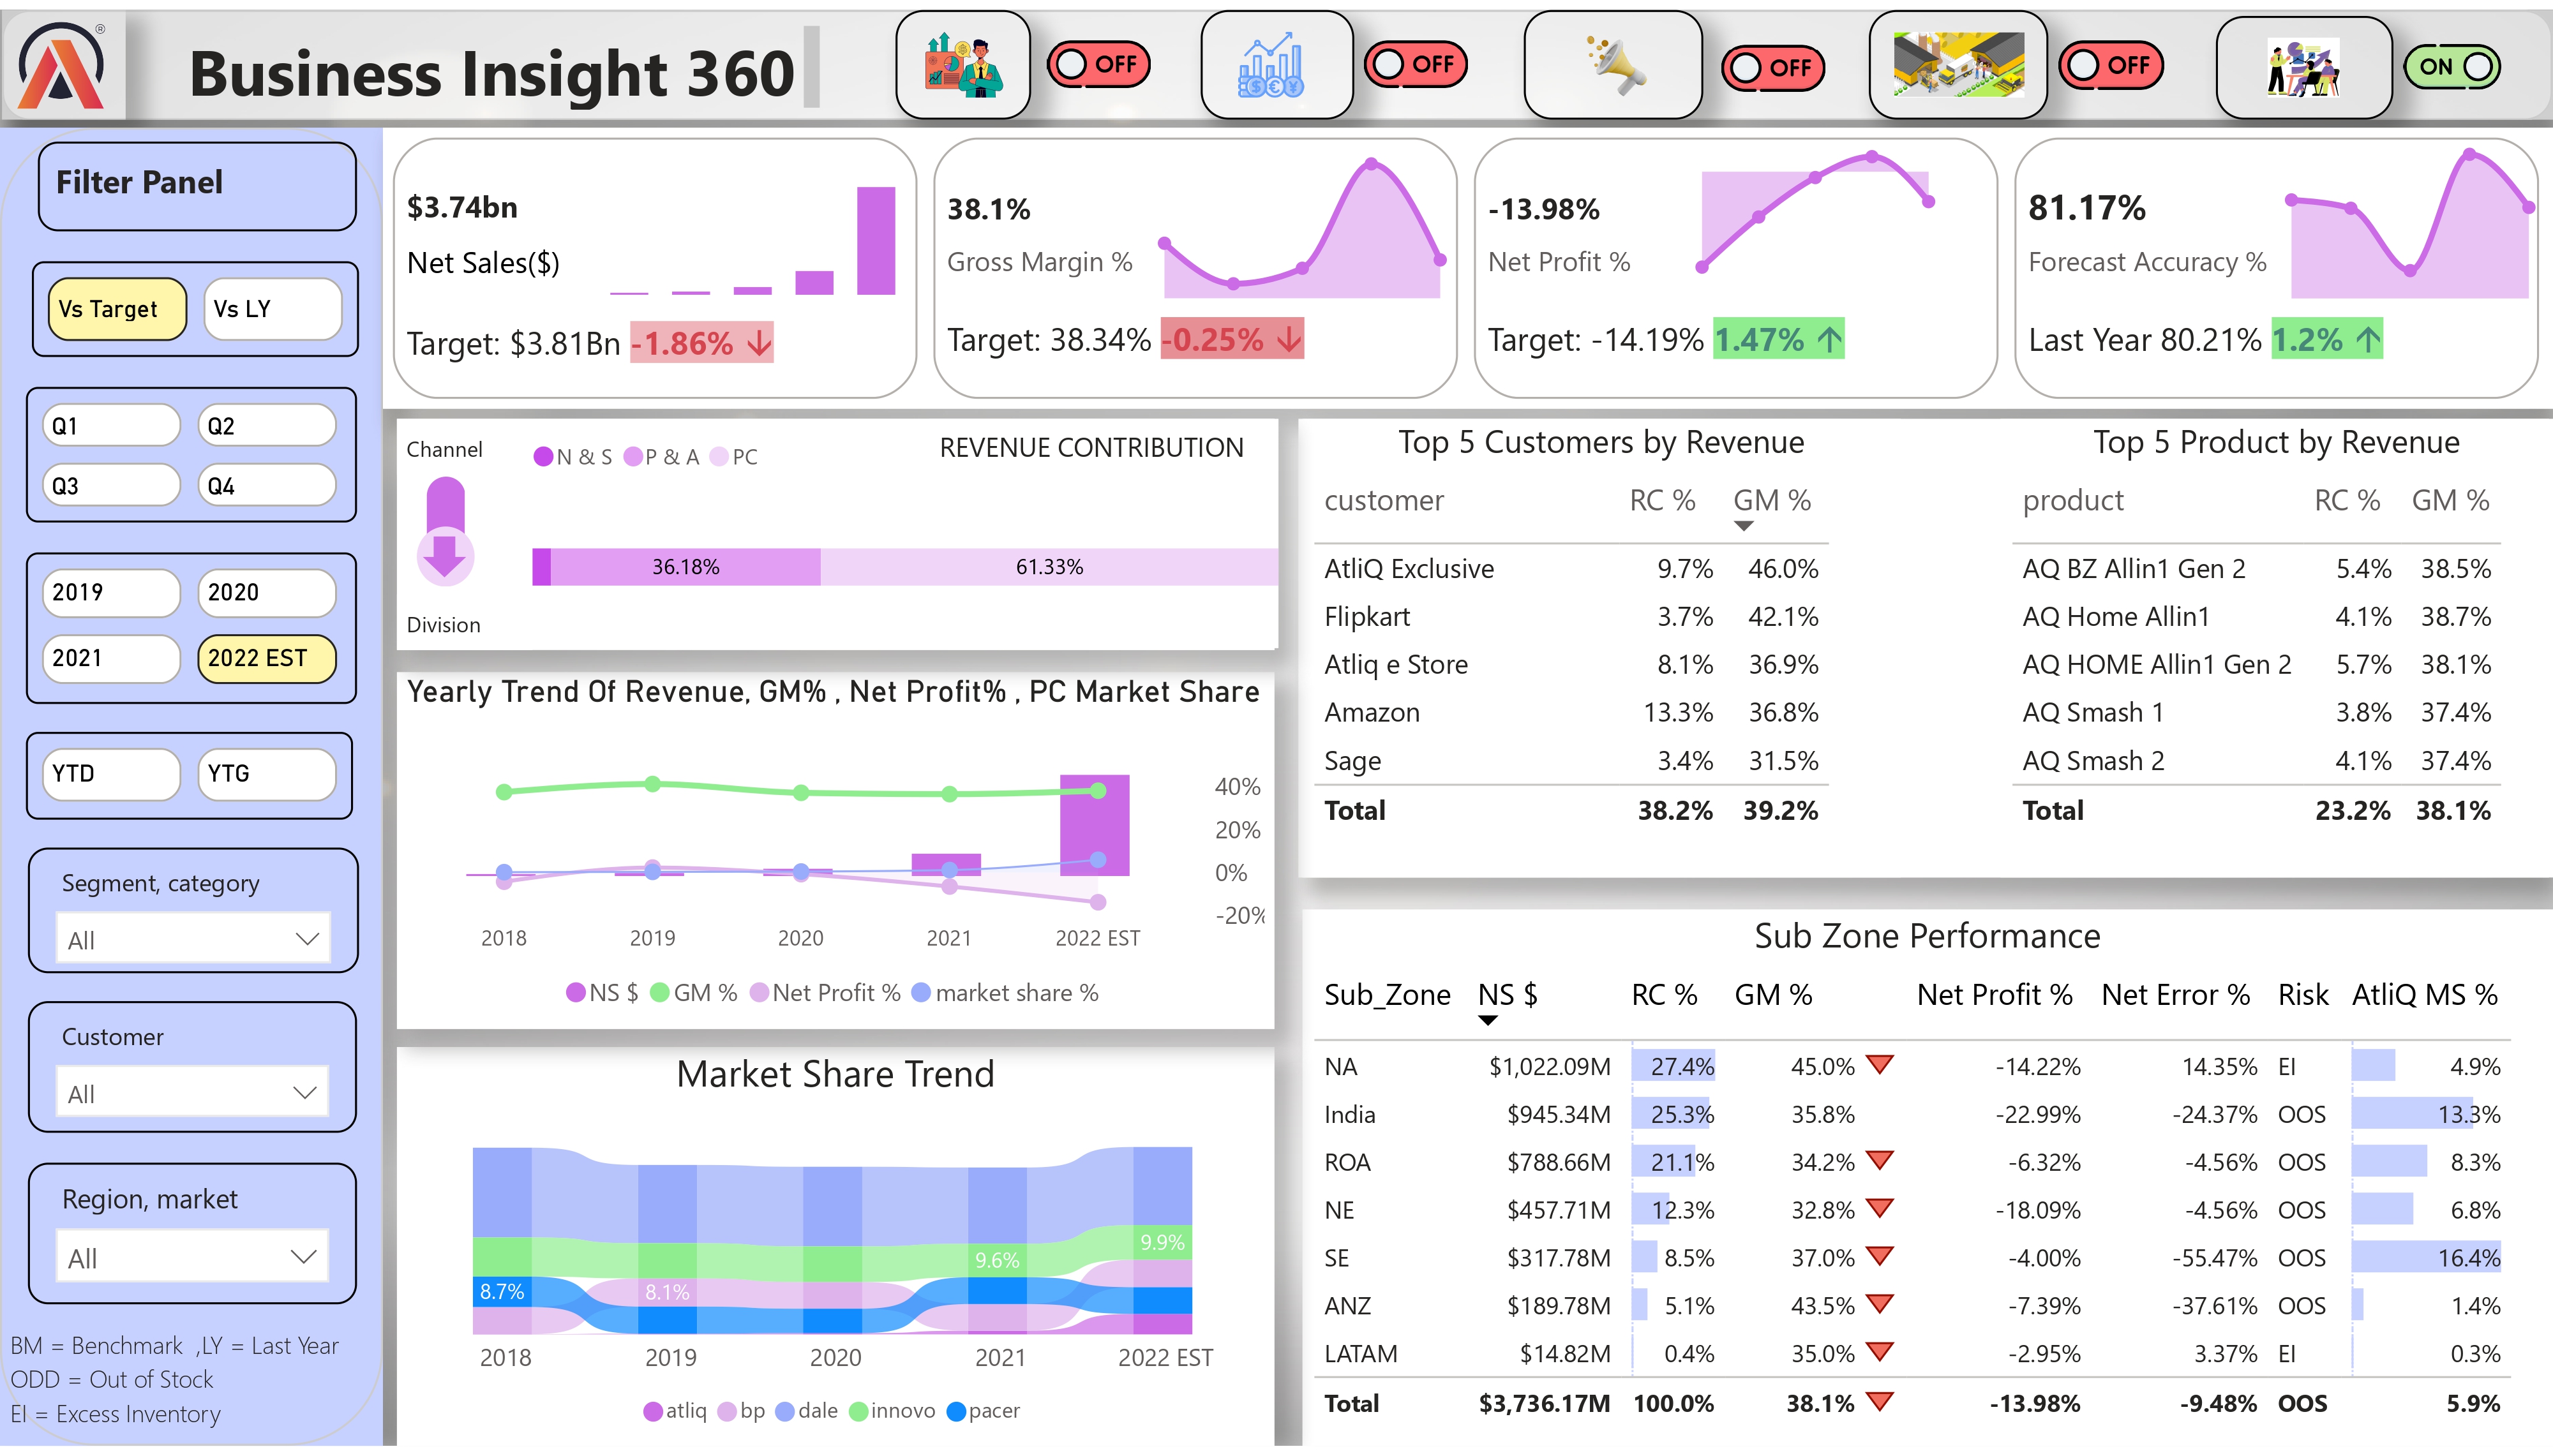 Business Insight 360
®
OFF
OFF
OFF
OFF
ON
Filter Panel
Vs Target
Vs LY
Q1
Q2
Q3
Q4
2019
2020
2021
2022 EST
YTD
YTG
Segment, category
All
Customer
All
Region, market
All
BM = Benchmark ,LY = Last Year
ODD = Out of Stock
EI = Excess Inventory
$3.74bn
Net Sales($)
Target: $3.81Bn -1.86%
38.1%
Gross Margin %
Target: 38.34% -0.25%
-13.98%
Net Profit %
Target: -14.19% 1.47%
81.17%
Forecast Accuracy %
Last Year 80.21% 1.2%
Channel
Division
N & S P & A PC
REVENUE CONTRIBUTION
36.18% 61.33%
Yearly Trend Of Revenue, GM% , Net Profit% , PC Market Share
40%
20%
0%
-20%
2018 2019 2020 2021 2022 EST
NS $ GM % Net Profit % market share %
Market Share Trend
8.7%
8.1%
9.6%
9.9%
2018 2019 2020 2021 2022 EST
atliq bp dale innovo pacer
Top 5 Customers by Revenue
customer RC % GM %
AtliQ Exclusive 9.7% 46.0%
Flipkart 3.7% 42.1%
Atliq e Store 8.1% 36.9%
Amazon 13.3% 36.8%
Sage 3.4% 31.5%
Total 38.2% 39.2%
Top 5 Product by Revenue
product RC % GM %
AQ BZ Allin1 Gen 2 5.4% 38.5%
AQ Home Allin1 4.1% 38.7%
AQ HOME Allin1 Gen 2 5.7% 38.1%
AQ Smash 1 3.8% 37.4%
AQ Smash 2 4.1% 37.4%
Total 23.2% 38.1%
Sub Zone Performance
Sub_Zone NS $ RC % GM % Net Profit % Net Error % Risk AtliQ MS %
NA $1,022.09M 27.4% 45.0% -14.22% 14.35% EI 4.9%
India $945.34M 25.3% 35.8% -22.99% -24.37% OOS 13.3%
ROA $788.66M 21.1% 34.2% -6.32% -4.56% OOS 8.3%
NE $457.71M 12.3% 32.8% -18.09% -4.56% OOS 6.8%
SE $317.78M 8.5% 37.0% -4.00% -55.47% OOS 16.4%
ANZ $189.78M 5.1% 43.5% -7.39% -37.61% OOS 1.4%
LATAM $14.82M 0.4% 35.0% -2.95% 3.37% EI 0.3%
Total $3,736.17M 100.0% 38.1% -13.98% -9.48% OOS 5.9%